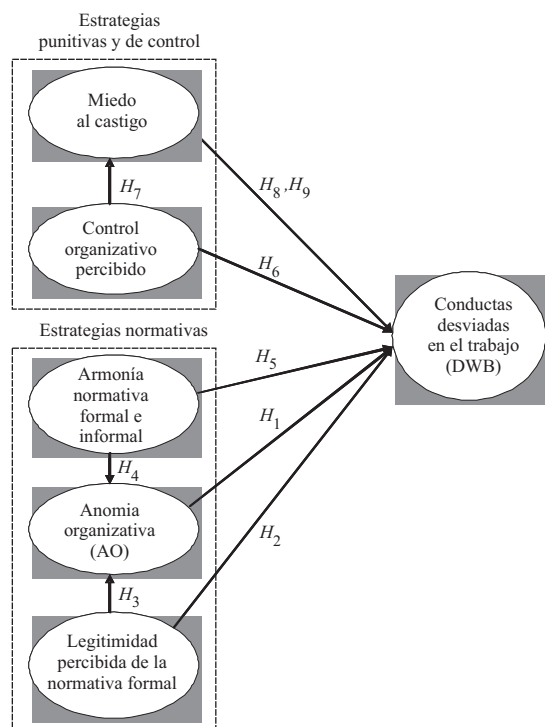 Estrategias
punitivas y de control
Miedo
al castigo
H7
Control
organizativo
percibido
H8 ,H9
H6
Conductas
desviadas
en el trabajo
(DWB)
Estrategias normativas
Armonía
normativa
formal e
informal
H5
H4
H1
Anomia
organizativa
(AO)
H2
H3
Legitimidad
percibida de la
normativa formal